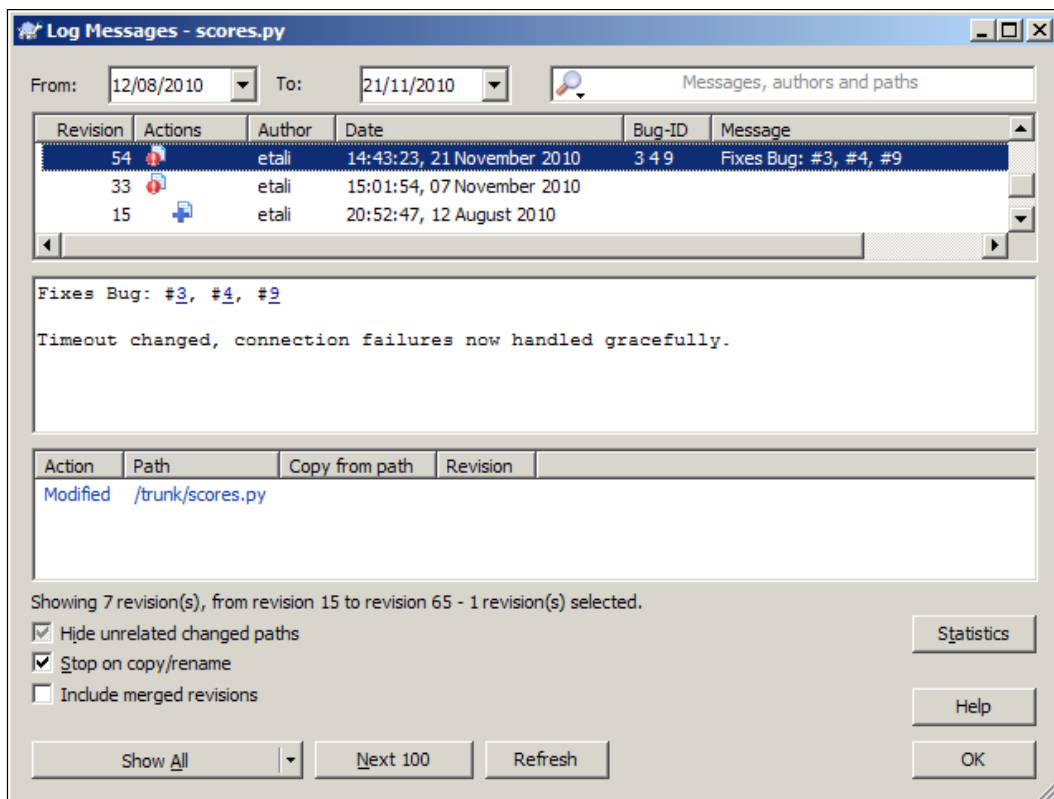 Log Messages - scores.py
From: 12/08/2010 To: 21/11/2010 Messages, authors and paths
Revision Actions Author Date Bug-ID Message
54 etali 14:43:23, 21 November 2010 3 4 9 Fixes Bug: #3, #4, #9
33 etali 15:01:54, 07 November 2010
15 etali 20:52:47, 12 August 2010
Fixes Bug: #3, #4, #9
Timeout changed, connection failures now handled gracefully.
Action Path Copy from path Revision
Modified /trunk/scores.py
Showing 7 revision(s), from revision 15 to revision 65 - 1 revision(s) selected.
Hide unrelated changed paths
Statistics
Stop on copy/rename
Include merged revisions
Help
Show All Next 100 Refresh OK